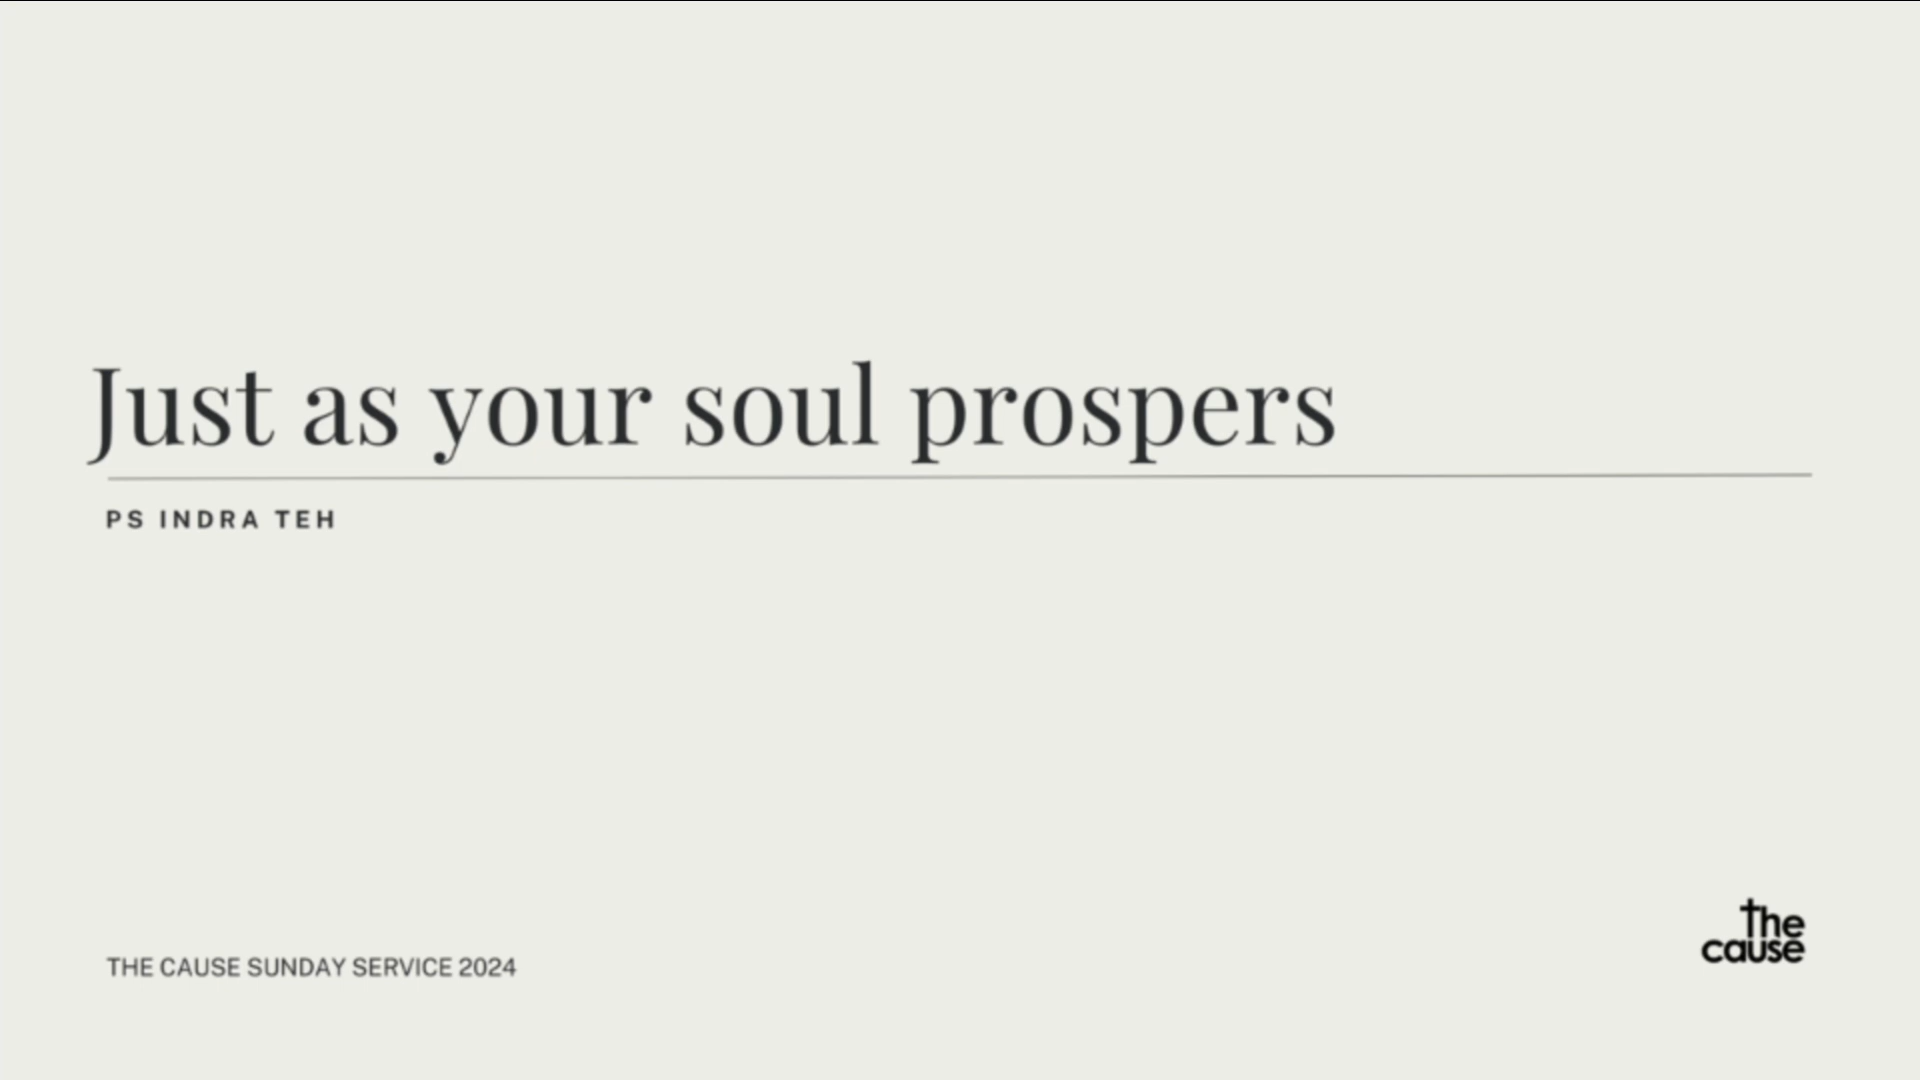 Just as your soul prospers
PS INDRA TEH
THE CAUSE SUNDAY SERVICE 2024
the
cause